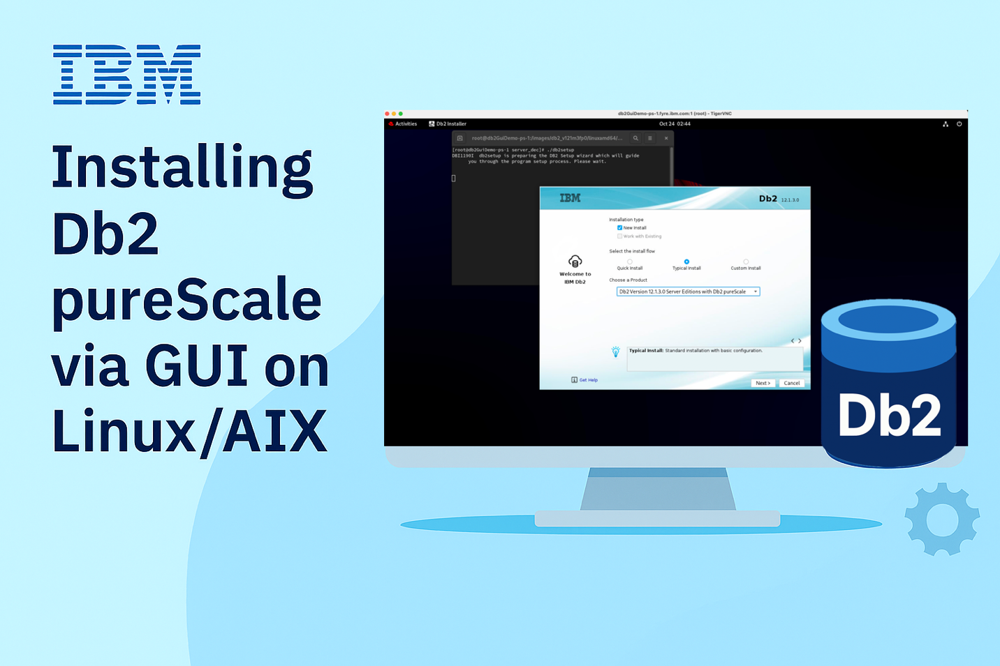 IBM
Installing
Db2
pureScale
via GUI on
Linux/AIX
db2GuiDemo-ps-1.fyre.ibm.com:1 (root) - TigerVNC
Activities
Db2 Installer
Oct 24 02:44
root@db2GuiDemo-ps-1:/images/db2_v121m3fp0/linuxamd64/...
[root@db2GuiDemo-ps-1 server_dec]# ./db2setup
DBI1190I db2setup is preparing the DB2 Setup wizard which will guide
you through the program setup process. Please wait.
IBM
Db2 12.1.3.0
Installation type
New Install
Work with Existing
Select the install flow
Quick Install
Typical Install
Custom Install
Welcome to
IBM Db2
Choose a Product
Db2 Version 12.1.3.0 Server Editions with Db2 pureScale
Typical Install: Standard installation with basic configuration.
Get Help
Next >
Cancel
Db2